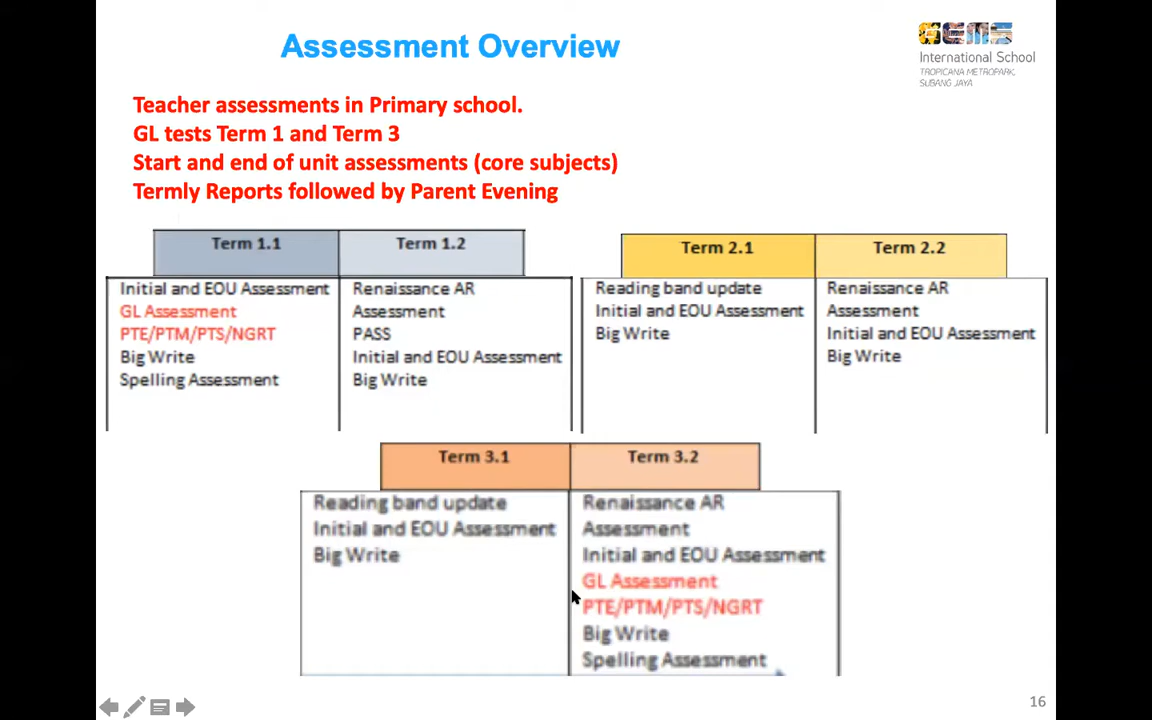 Assessment Overview
GEMS
International School
TROPICANA METROPARK,
SUBANG JAYA
Teacher assessments in Primary school.
GL tests Term 1 and Term 3
Start and end of unit assessments (core subjects)
Termly Reports followed by Parent Evening
Term 1.1
Initial and EOU Assessment
GL Assessment
PTE/PTM/PTS/NGRT
Big Write
Spelling Assessment
Term 1.2
Renaissance AR
Assessment
PASS
Initial and EOU Assessment
Big Write
Term 2.1
Reading band update
Initial and EOU Assessment
Big Write
Term 2.2
Renaissance AR
Assessment
Initial and EOU Assessment
Big Write
Term 3.1
Reading band update
Initial and EOU Assessment
Big Write
Term 3.2
Renaissance AR
Assessment
Initial and EOU Assessment
GL Assessment
PTE/PTM/PTS/NGRT
Big Write
Spelling Assessment
16